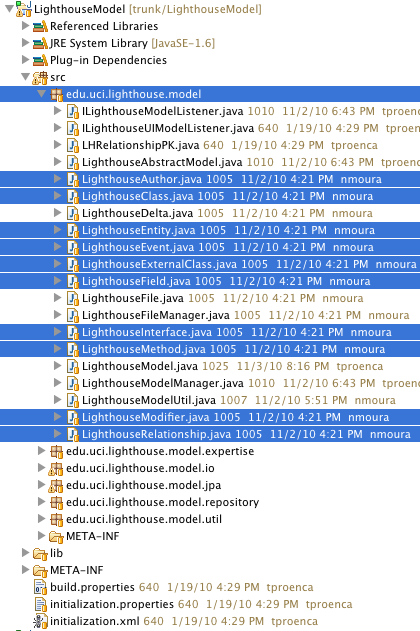 LighthouseModel [trunk/LighthouseModel]
Referenced Libraries
JRE System Library [JavaSE-1.6]
Plug-in Dependencies
src
edu.uci.lighthouse.model
ILighthouseModelListener.java 1010 11/2/10 6:43 PM tproenc
ILighthouseUIModelListener.java 640 1/19/10 4:29 PM tproenca
LHRelationshipPK.java 640 1/19/10 4:29 PM tproenca
LighthouseAbstractModel.java 1010 11/2/10 6:43 PM tproenca
LighthouseAuthor.java 1005 11/2/10 4:21 PM nmoura
LighthouseClass.java 1005 11/2/10 4:21 PM nmoura
LighthouseDelta.java 1005 11/2/10 4:21 PM nmoura
LighthouseEntity.java 1005 11/2/10 4:21 PM nmoura
LighthouseEvent.java 1005 11/2/10 4:21 PM nmoura
LighthouseExternalClass.java 1005 11/2/10 4:21 PM nmoura
LighthouseField.java 1005 11/2/10 4:21 PM nmoura
LighthouseFile.java 1005 11/2/10 4:21 PM nmoura
LighthouseFileManager.java 1005 11/2/10 4:21 PM nmoura
LighthouseInterface.java 1005 11/2/10 4:21 PM nmoura
LighthouseMethod.java 1005 11/2/10 4:21 PM nmoura
LighthouseModel.java 1025 11/3/10 8:16 PM tproenca
LighthouseModelManager.java 1010 11/2/10 6:43 PM tproenca
LighthouseModelUtil.java 1007 11/2/10 5:51 PM nmoura
LighthouseModifier.java 1005 11/2/10 4:21 PM nmoura
LighthouseRelationship.java 1005 11/2/10 4:21 PM nmoura
edu.uci.lighthouse.model.expertise
edu.uci.lighthouse.model.io
edu.uci.lighthouse.model.jpa
edu.uci.lighthouse.model.repository
edu.uci.lighthouse.model.util
META-INF
lib
META-INF
build.properties 640 1/19/10 4:29 PM tproenca
initialization.properties 640 1/19/10 4:29 PM tproenca
initialization.xml 640 1/19/10 4:29 PM tproenca